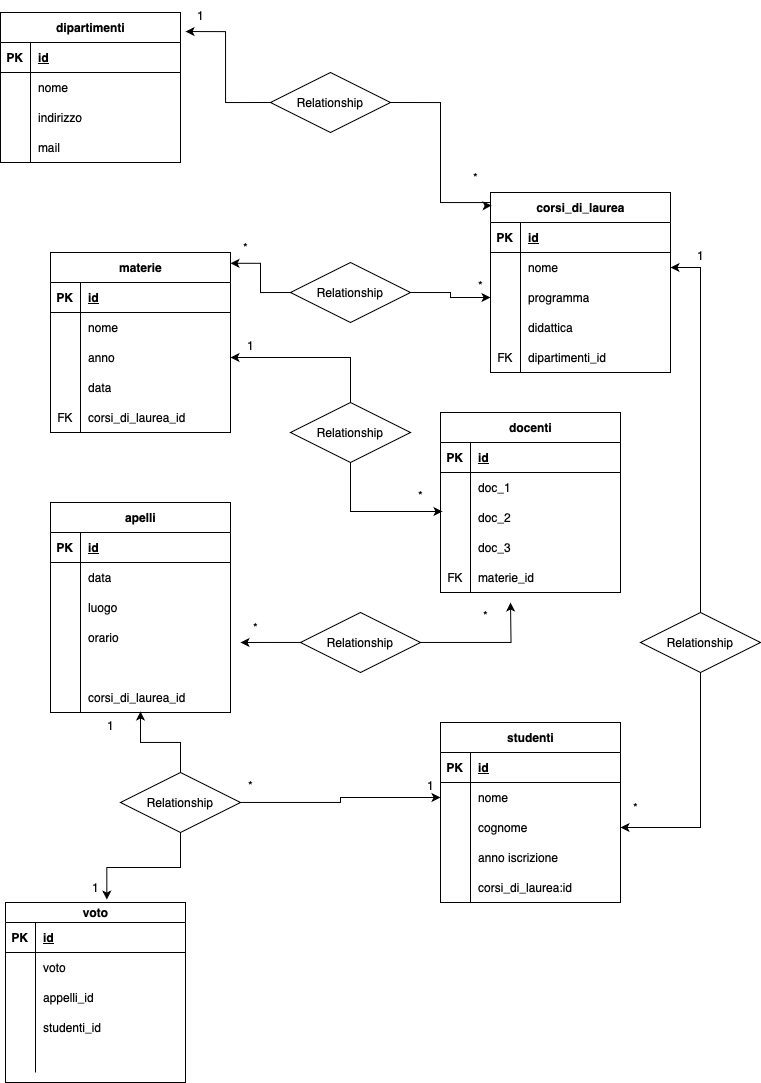 dipartimenti
1
PK id
nome
indirizzo
mail
Relationship
*
corsi_di_laurea
PK id
nome
programma
didattica
FK dipartimenti_id
1
*
materie
PK id
nome
anno
data
FK corsi_di_laurea_id
Relationship
*
1
Relationship
*
docenti
PK id
doc_1
doc_2
doc_3
FK materie_id
apelli
PK id
data
luogo
orario
corsi_di_laurea_id
*
Relationship
*
Relationship
1
studenti
PK id
nome
cognome
anno iscrizione
corsi_di_laurea:id
*
Relationship
*
1
1
voto
PK id
voto
appelli_id
studenti_id